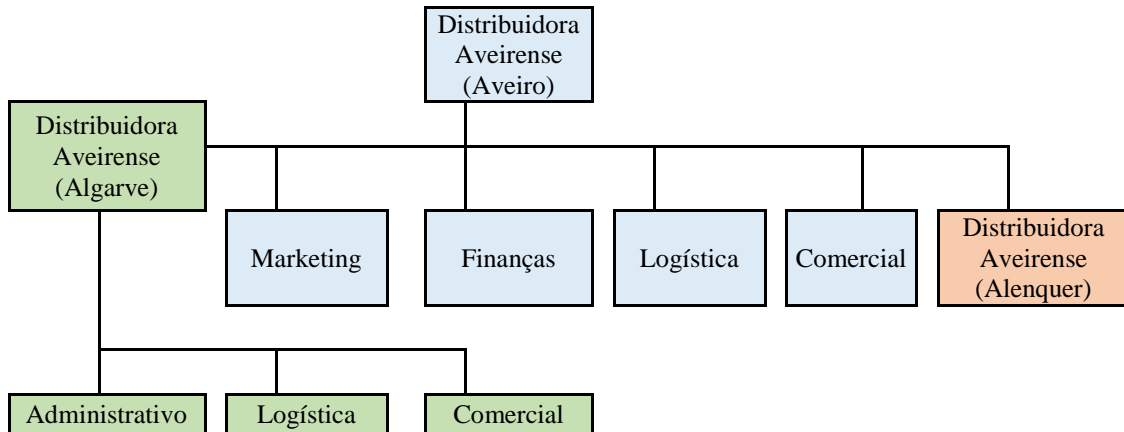 Distribuidora
Aveirense
(Aveiro)
Distribuidora
Aveirense
(Algarve)
Marketing
Finanças
Logística
Comercial
Distribuidora
Aveirense
(Alenquer)
Administrativo
Logística
Comercial